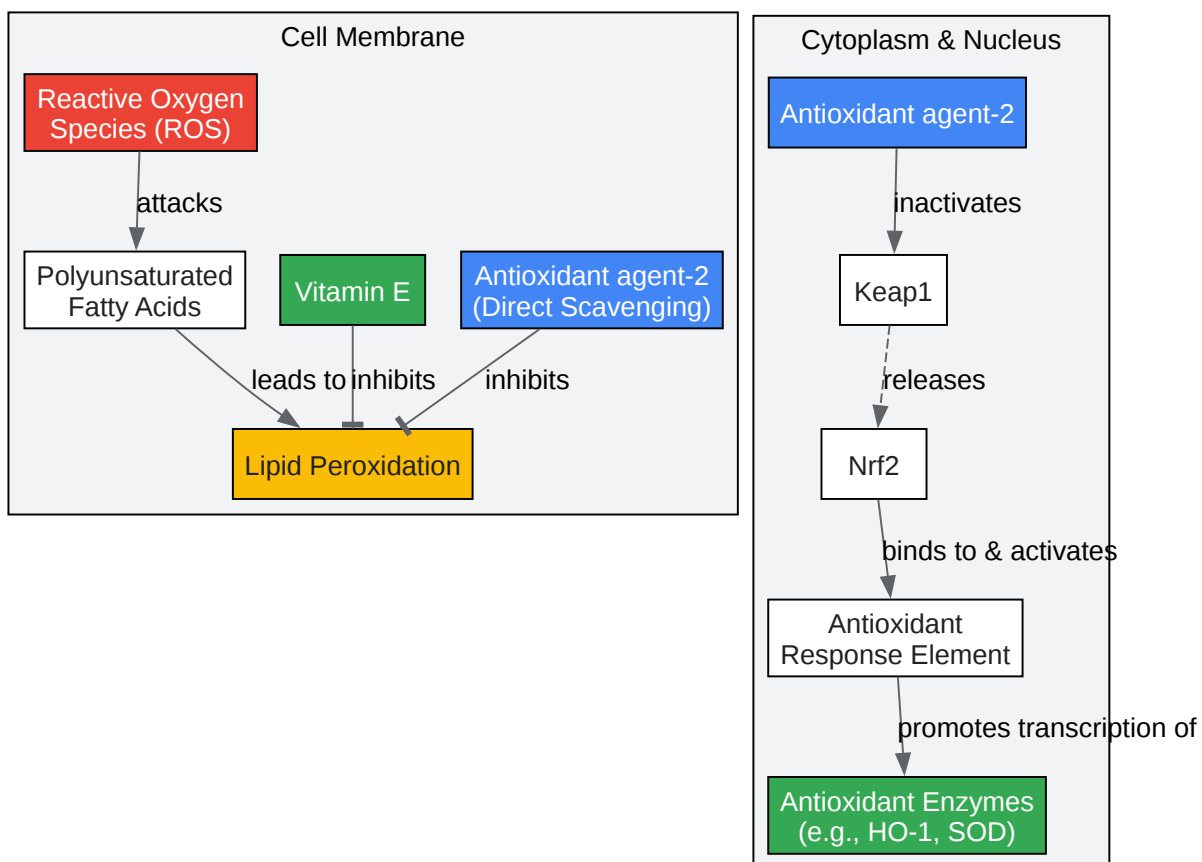 Cell Membrane
Reactive Oxygen
Species (ROS)
attacks
Polyunsaturated
Fatty Acids
Vitamin E
Antioxidant agent-2
(Direct Scavenging)
leads to
inhibits
inhibits
Lipid Peroxidation
Cytoplasm & Nucleus
Antioxidant agent-2
inactivates
Keap1
releases
Nrf2
binds to & activates
Antioxidant
Response Element
promotes transcription of
Antioxidant Enzymes
(e.g., HO-1, SOD)